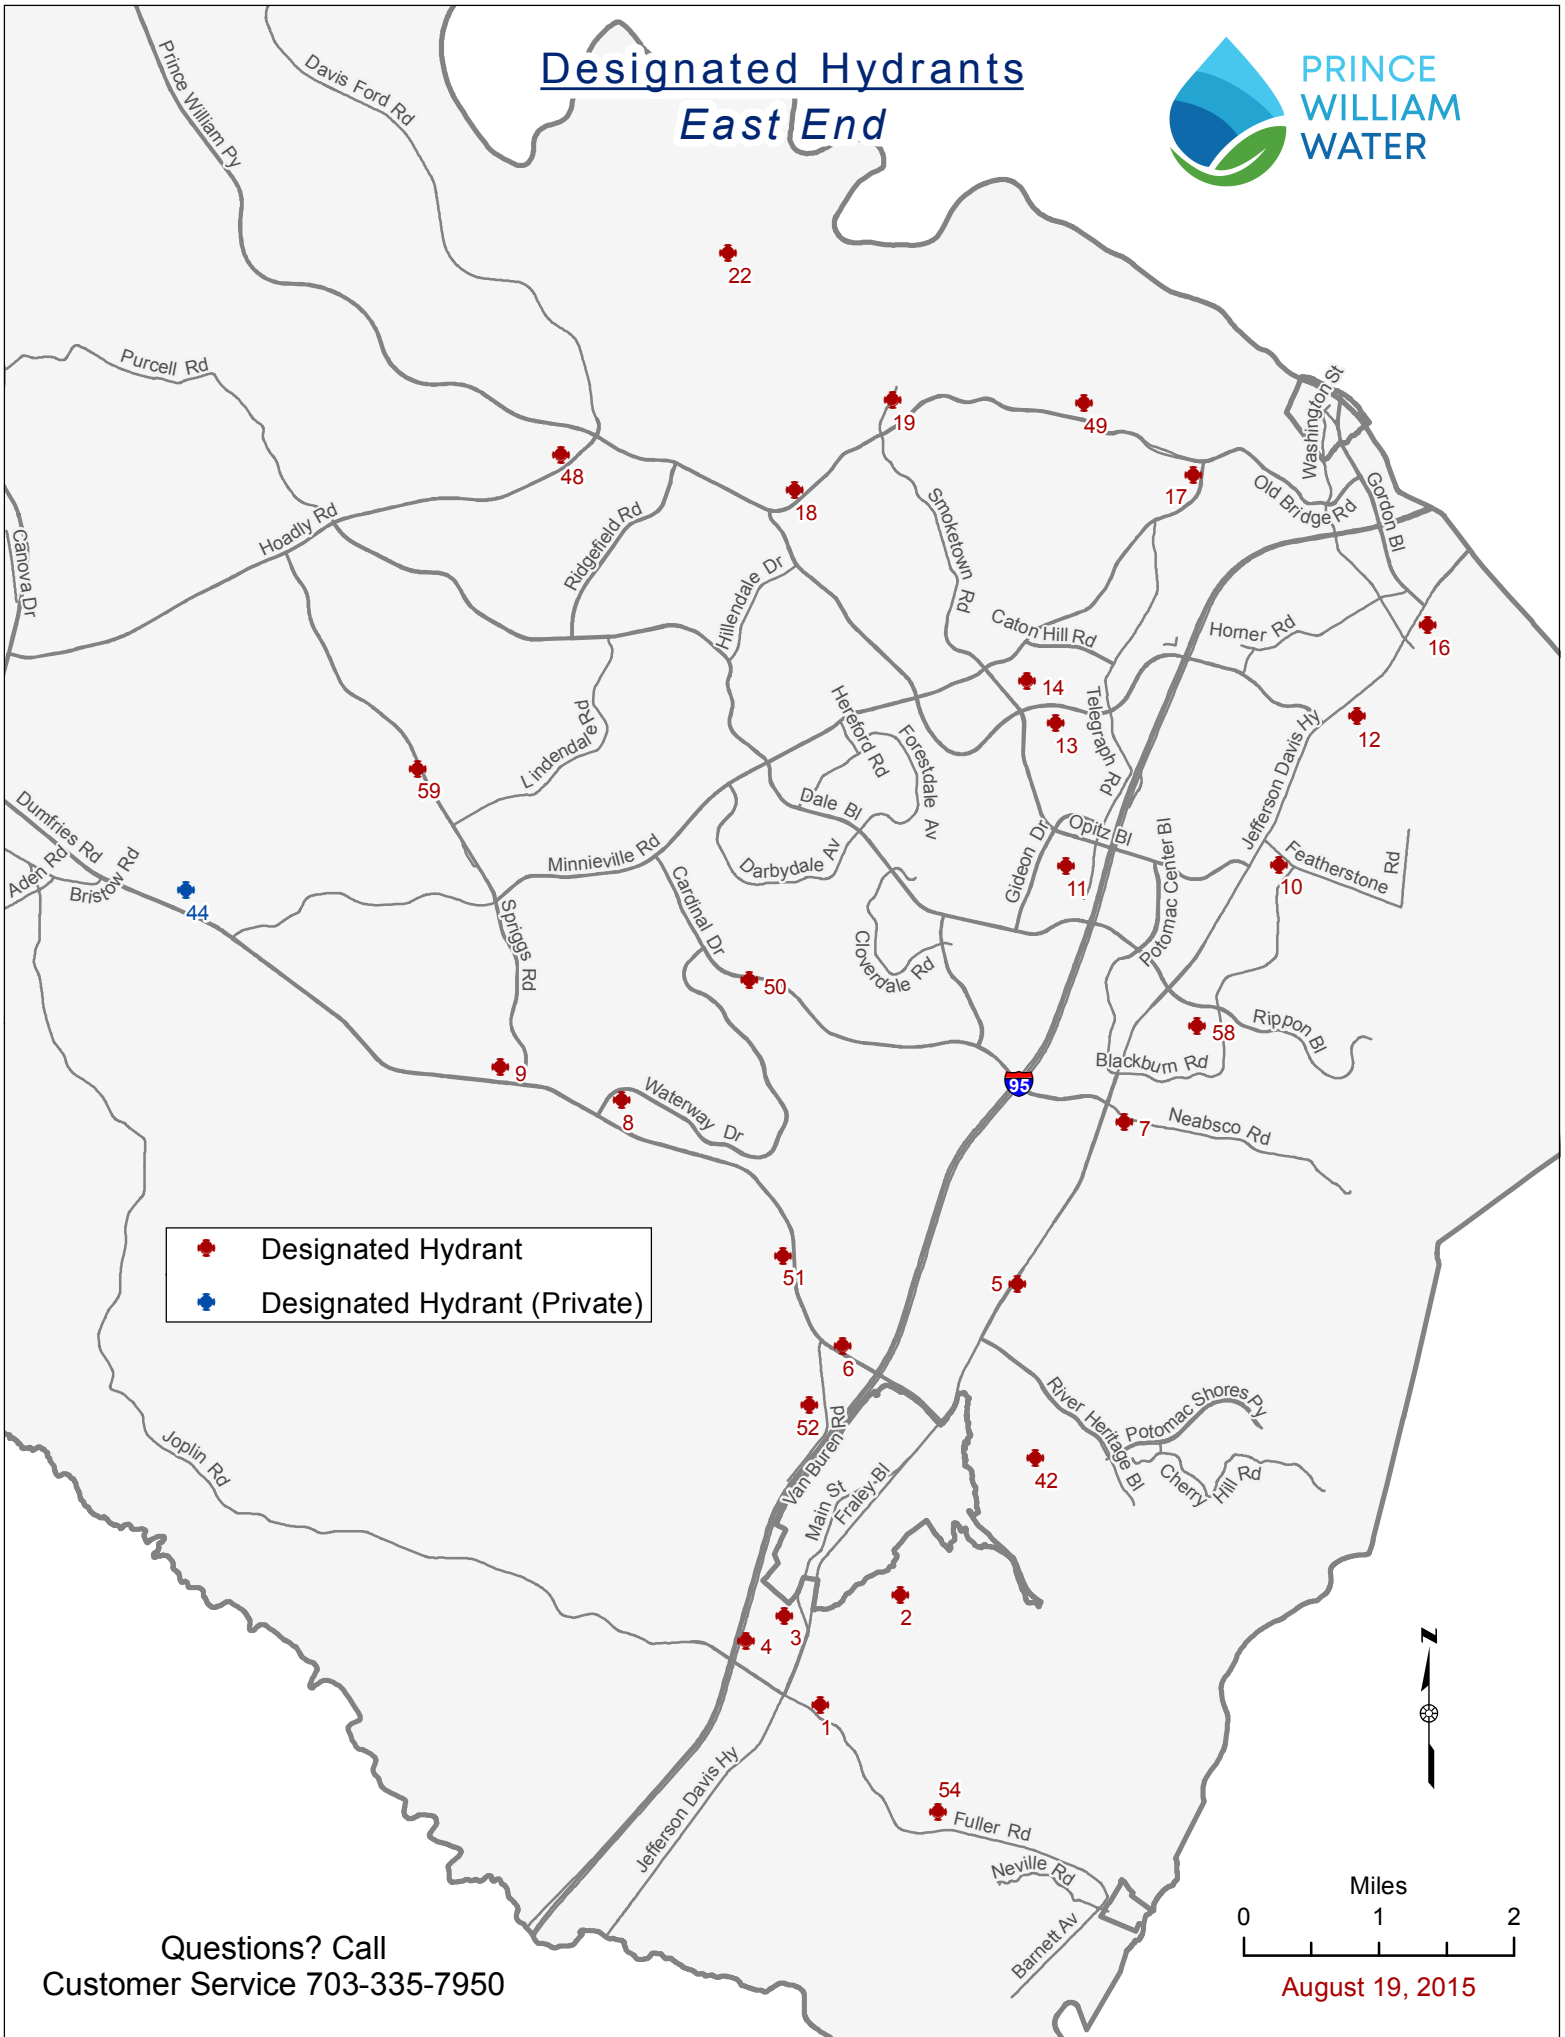 Designated Hydrants
East End
PRINCE
WILLIAM
WATER
Prince William Py
Davis Ford Rd
22
Purcell Rd
Washington St
19
49
48
17
18
Old Bridge Rd
Gordon Bl
Smoketown Rd
Ridgefield Rd
Hoadly Rd
Canova Dr
Hillendale Dr
Caton Hill Rd
Horner Rd
L
16
14
Telegraph Rd
Hereford Rd
Forestdale Av
13
12
Lindendale Rd
59
Jefferson Davis Hy
Dumfries Rd
Dale Bl
Opitz Bl
Potomac Center Bl
Gideon Dr
Featherstone Rd
Aden Rd
Bristow Rd
Minnieville Rd
Darbydale Av
11
10
44
Cardinal Dr
Spriggs Rd
Cloverdale Rd
50
58
Rippon Bl
Blackburn Rd
9
95
Waterway Dr
8
7
Neabsco Rd
Designated Hydrant
Designated Hydrant (Private)
51
5
6
52
Van Buren Rd
River Heritage Bl
Potomac Shores Py
Cherry Hill Rd
42
Joplin Rd
Main St
Fraley Bl
2
3
4
1
z
54
Fuller Rd
Jefferson Davis Hy
Neville Rd
Barnett Av
Miles
0 1 2
August 19, 2015
Questions? Call
Customer Service 703-335-7950